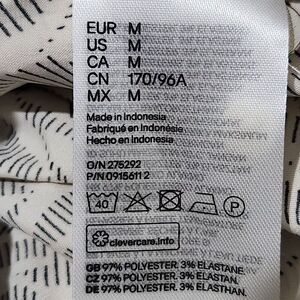 EUR M
US M
CA M
CN 170/96A
MX M
Made in Indonesia
Fabriqué en Indonésie
Hecho en Indonesia
O/N 275292
P/N 0915611 2
40
P
clevercare.info
GB 97% POLYESTER. 3% ELASTANE.
CZ 97% POLYESTER. 3% ELASTAN.
DE 97% POLYESTER. 3% ELASTHAN.